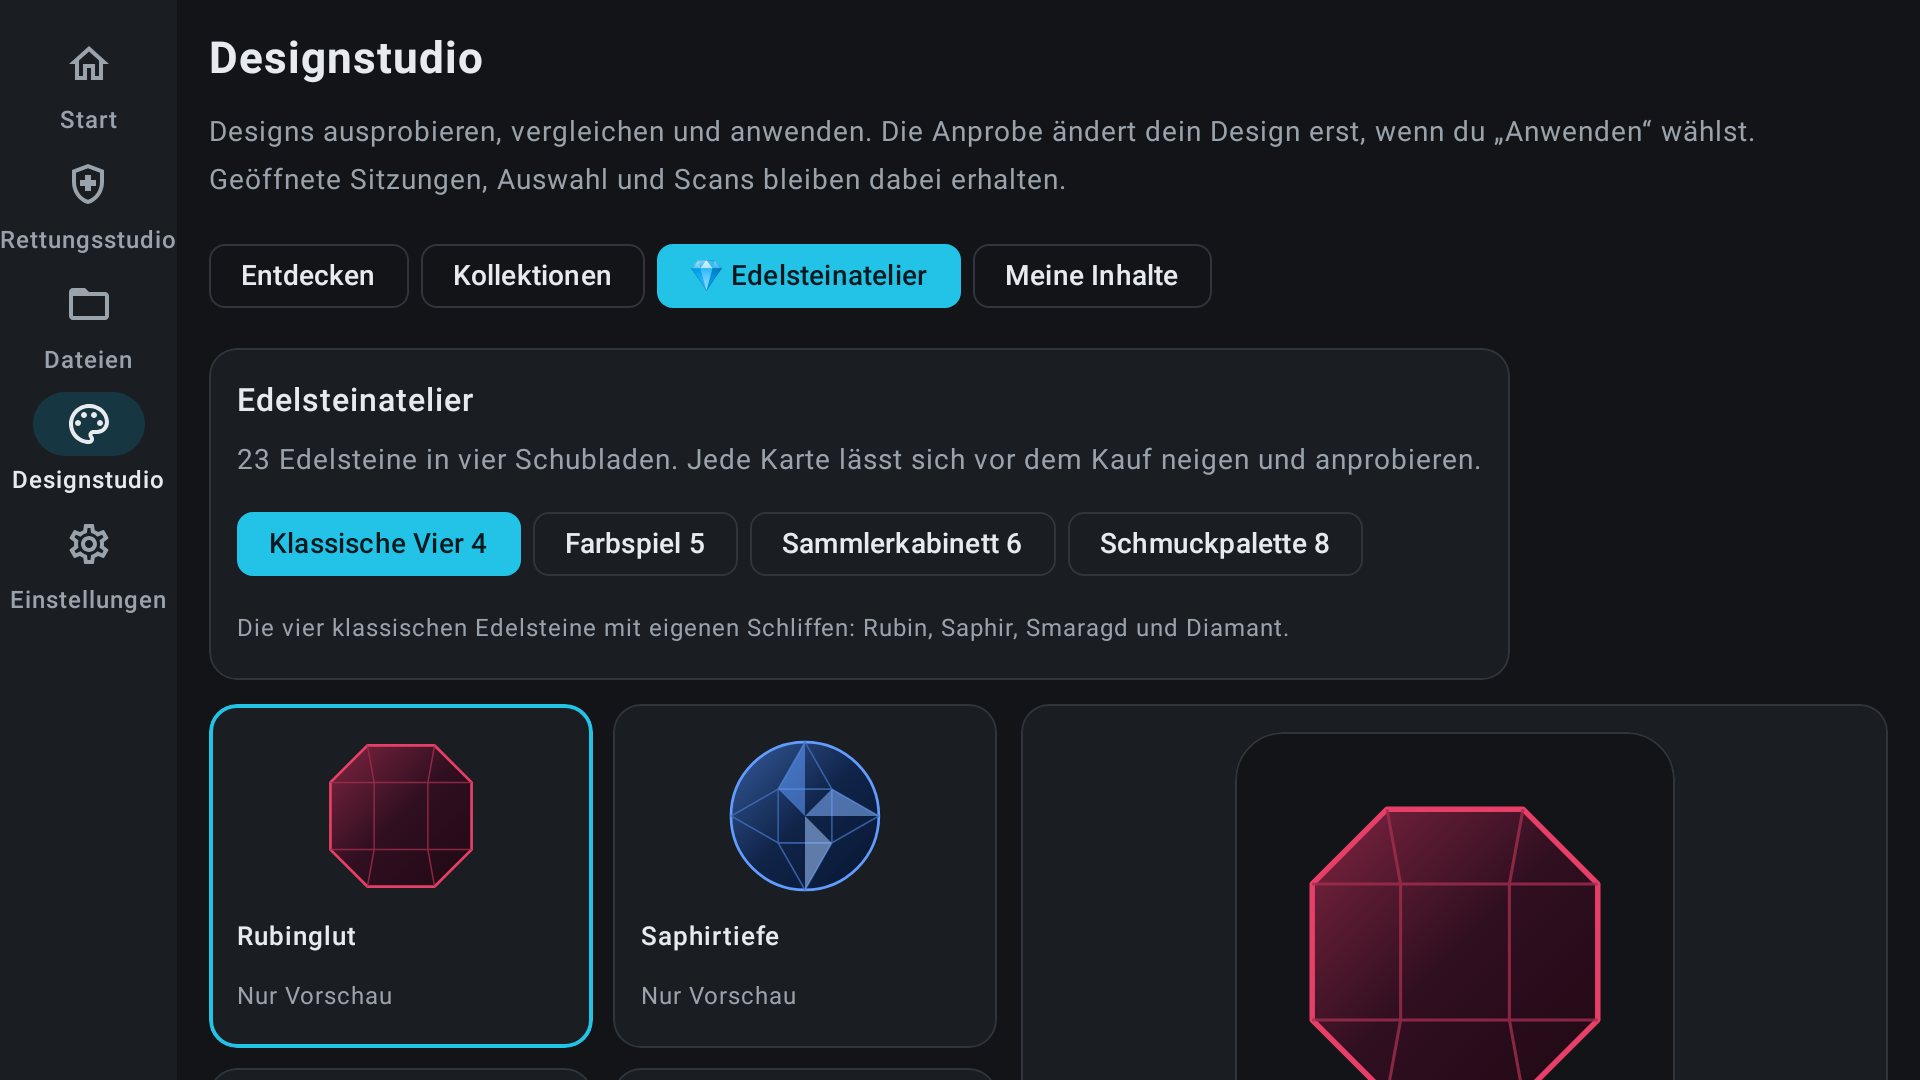 Designstudio
Designs ausprobieren, vergleichen und anwenden. Die Anprobe ändert dein Design erst, wenn du „Anwenden“ wählst.
Geöffnete Sitzungen, Auswahl und Scans bleiben dabei erhalten.
Start
Rettungsstudio
Dateien
Designstudio
Einstellungen
Entdecken
Kollektionen
Edelsteinatelier
Meine Inhalte
Edelsteinatelier
23 Edelsteine in vier Schubladen. Jede Karte lässt sich vor dem Kauf neigen und anprobieren.
Klassische Vier 4
Farbspiel 5
Sammlerkabinett 6
Schmuckpalette 8
Die vier klassischen Edelsteine mit eigenen Schliffen: Rubin, Saphir, Smaragd und Diamant.
Rubinglut
Nur Vorschau
Saphirtiefe
Nur Vorschau